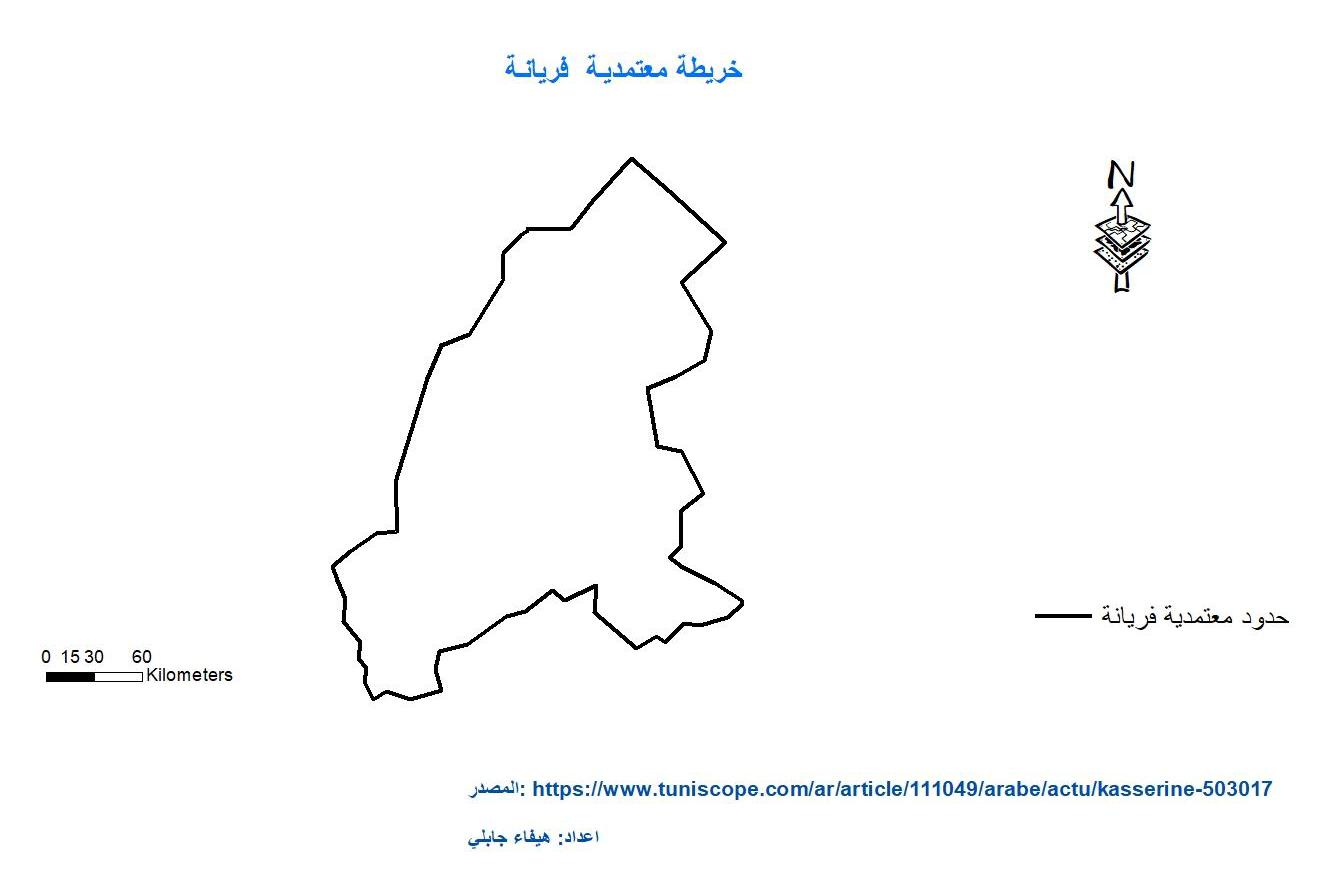 خريطة معتمدية فريانة
N
حدود معتمدية فريانة
0 15 30 60
Kilometers
المصدر: https://www.tuniscope.com/ar/article/111049/arabe/actu/kasserine-503017
اعداد: هيفاء جابلي